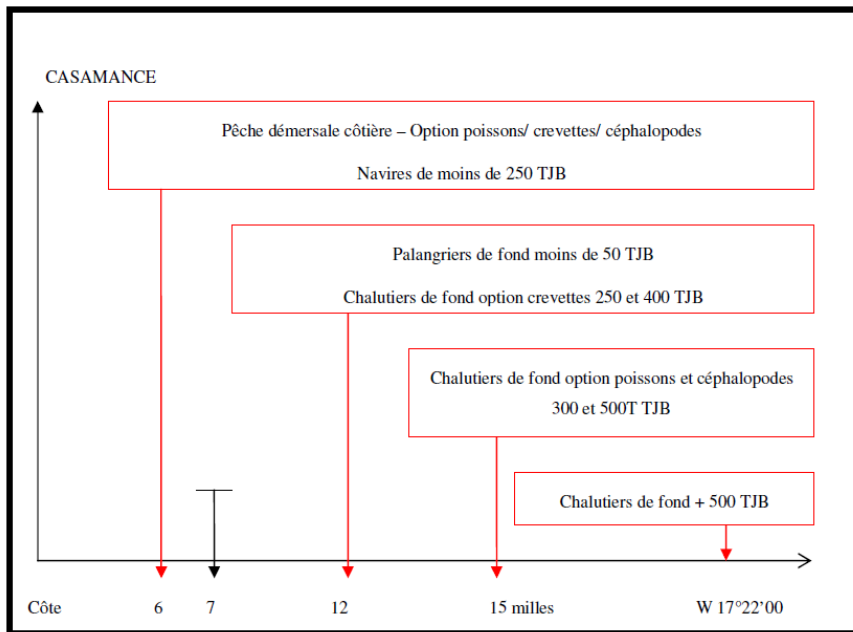 CASAMANCE
Pêche démersale côtière – Option poissons/ crevettes/ céphalopodes
Navires de moins de 250 TJB
Palangriers de fond moins de 50 TJB
Chalutiers de fond option crevettes 250 et 400 TJB
Chalutiers de fond option poissons et céphalopodes
300 et 500T TJB
Chalutiers de fond + 500 TJB
Côte 6 7 12 15 milles W 17°22'00